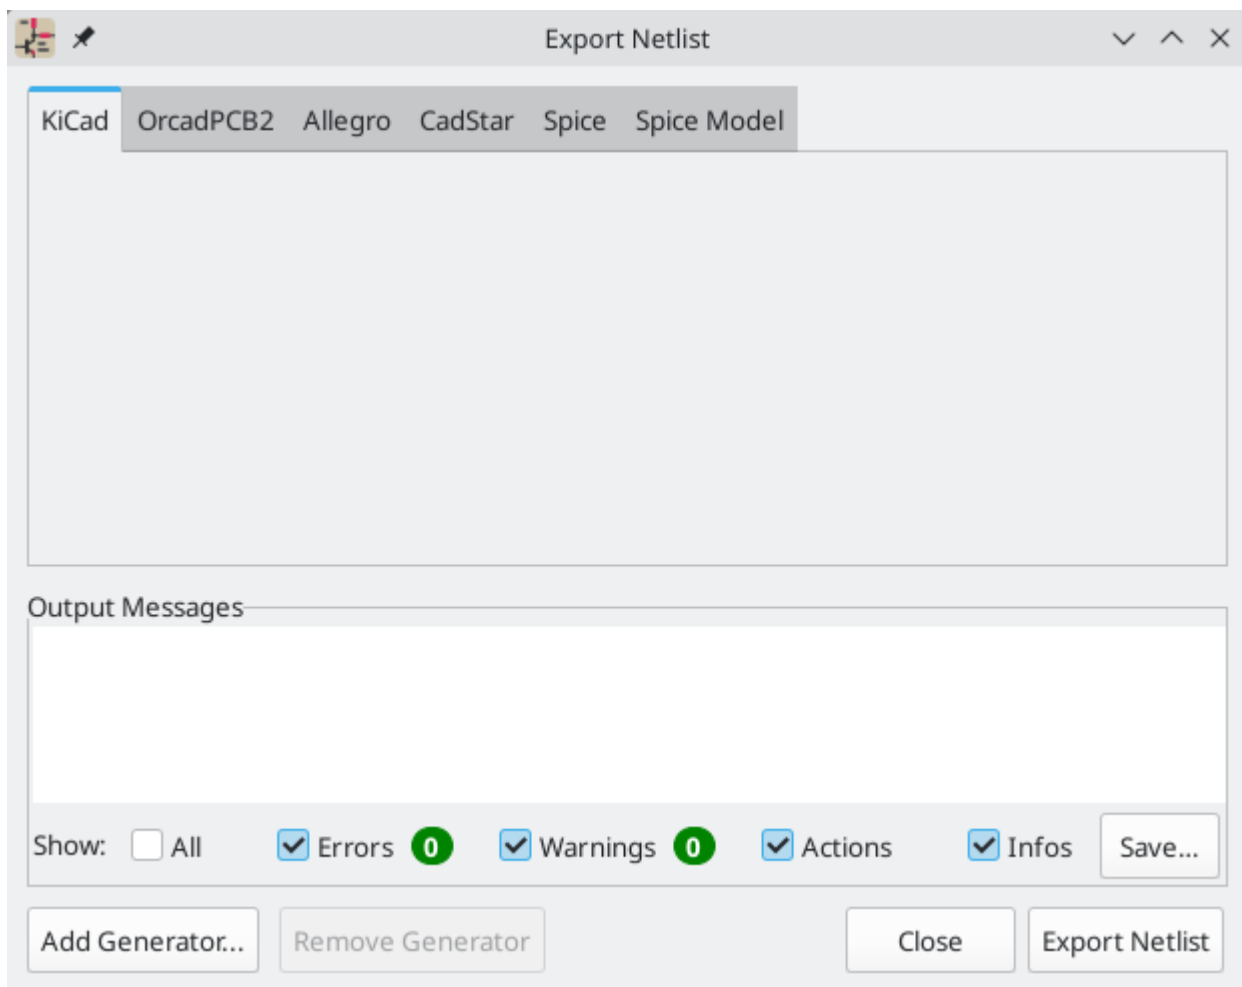 Export Netlist
KiCad OrcadPCB2 Allegro CadStar Spice Spice Model
Output Messages
Show: All Errors 0 Warnings 0 Actions Infos Save...
Add Generator... Remove Generator Close Export Netlist